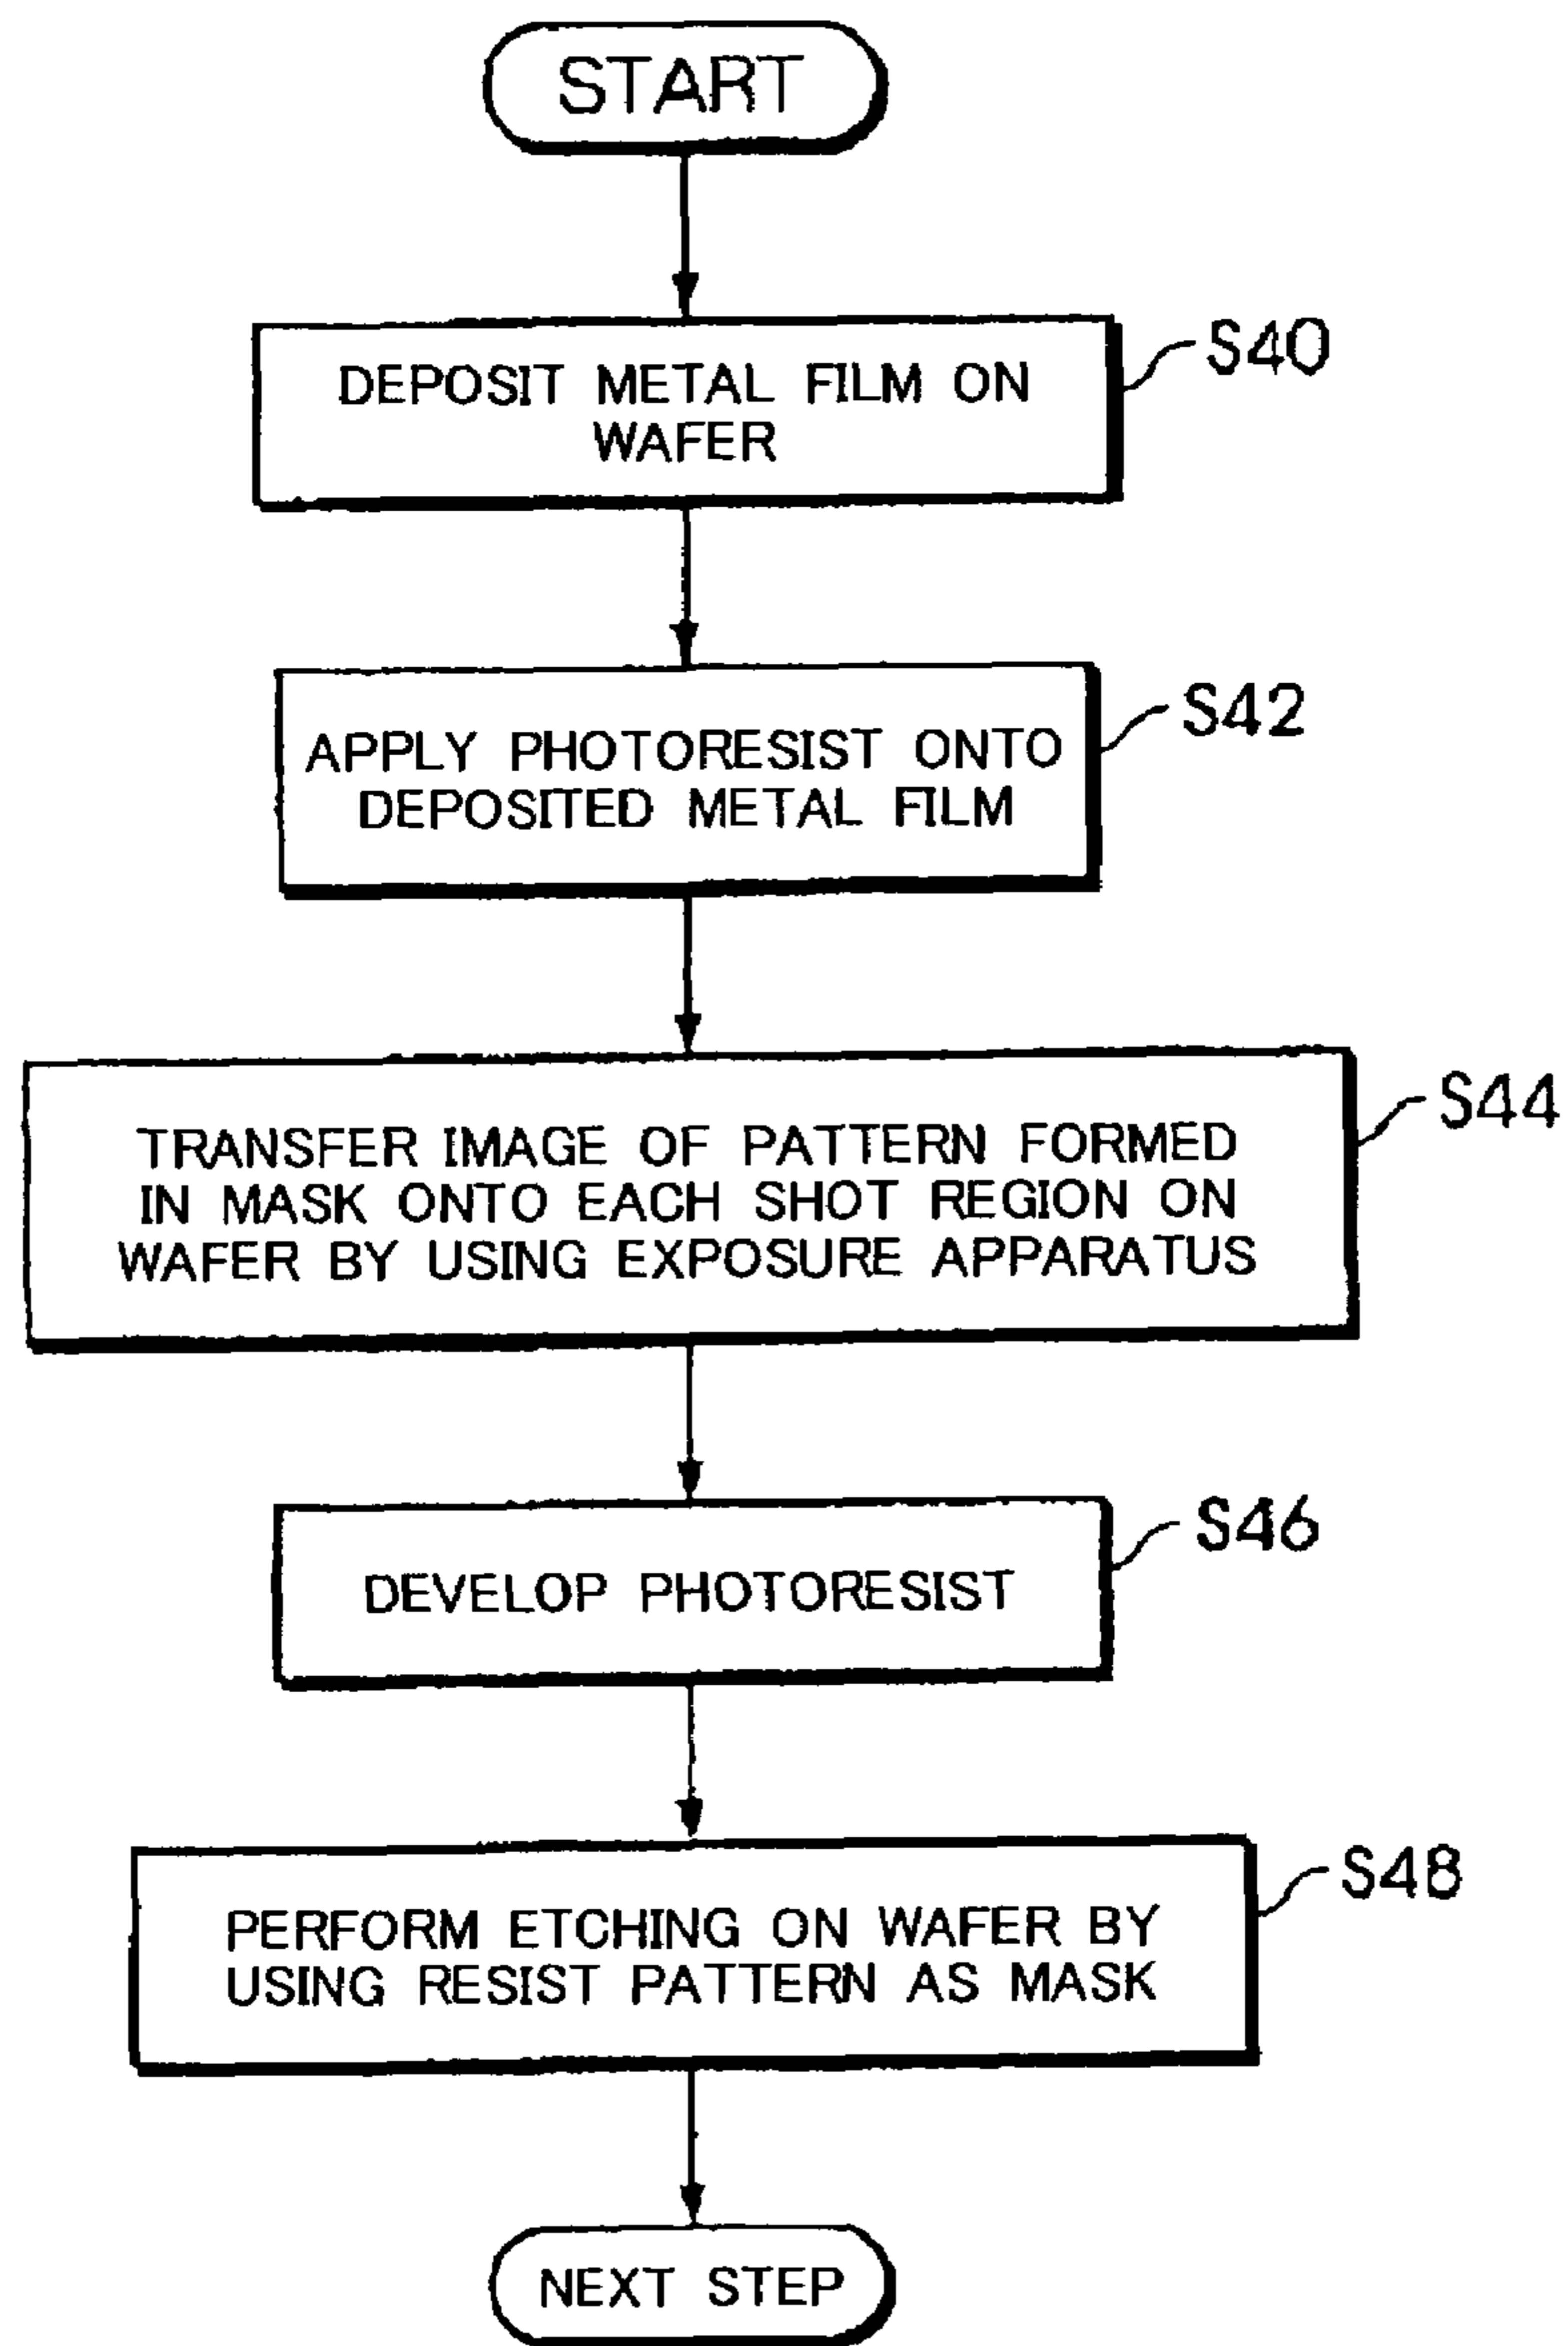 START
DEPOSIT METAL FILM ON
WAFER
S40
APPLY PHOTORESIST ONTO
DEPOSITED METAL FILM
S42
TRANSFER IMAGE OF PATTERN FORMED
IN MASK ONTO EACH SHOT REGION ON
WAFER BY USING EXPOSURE APPARATUS
S44
DEVELOP PHOTORESIST
S46
PERFORM ETCHING ON WAFER BY
USING RESIST PATTERN AS MASK
S48
NEXT STEP